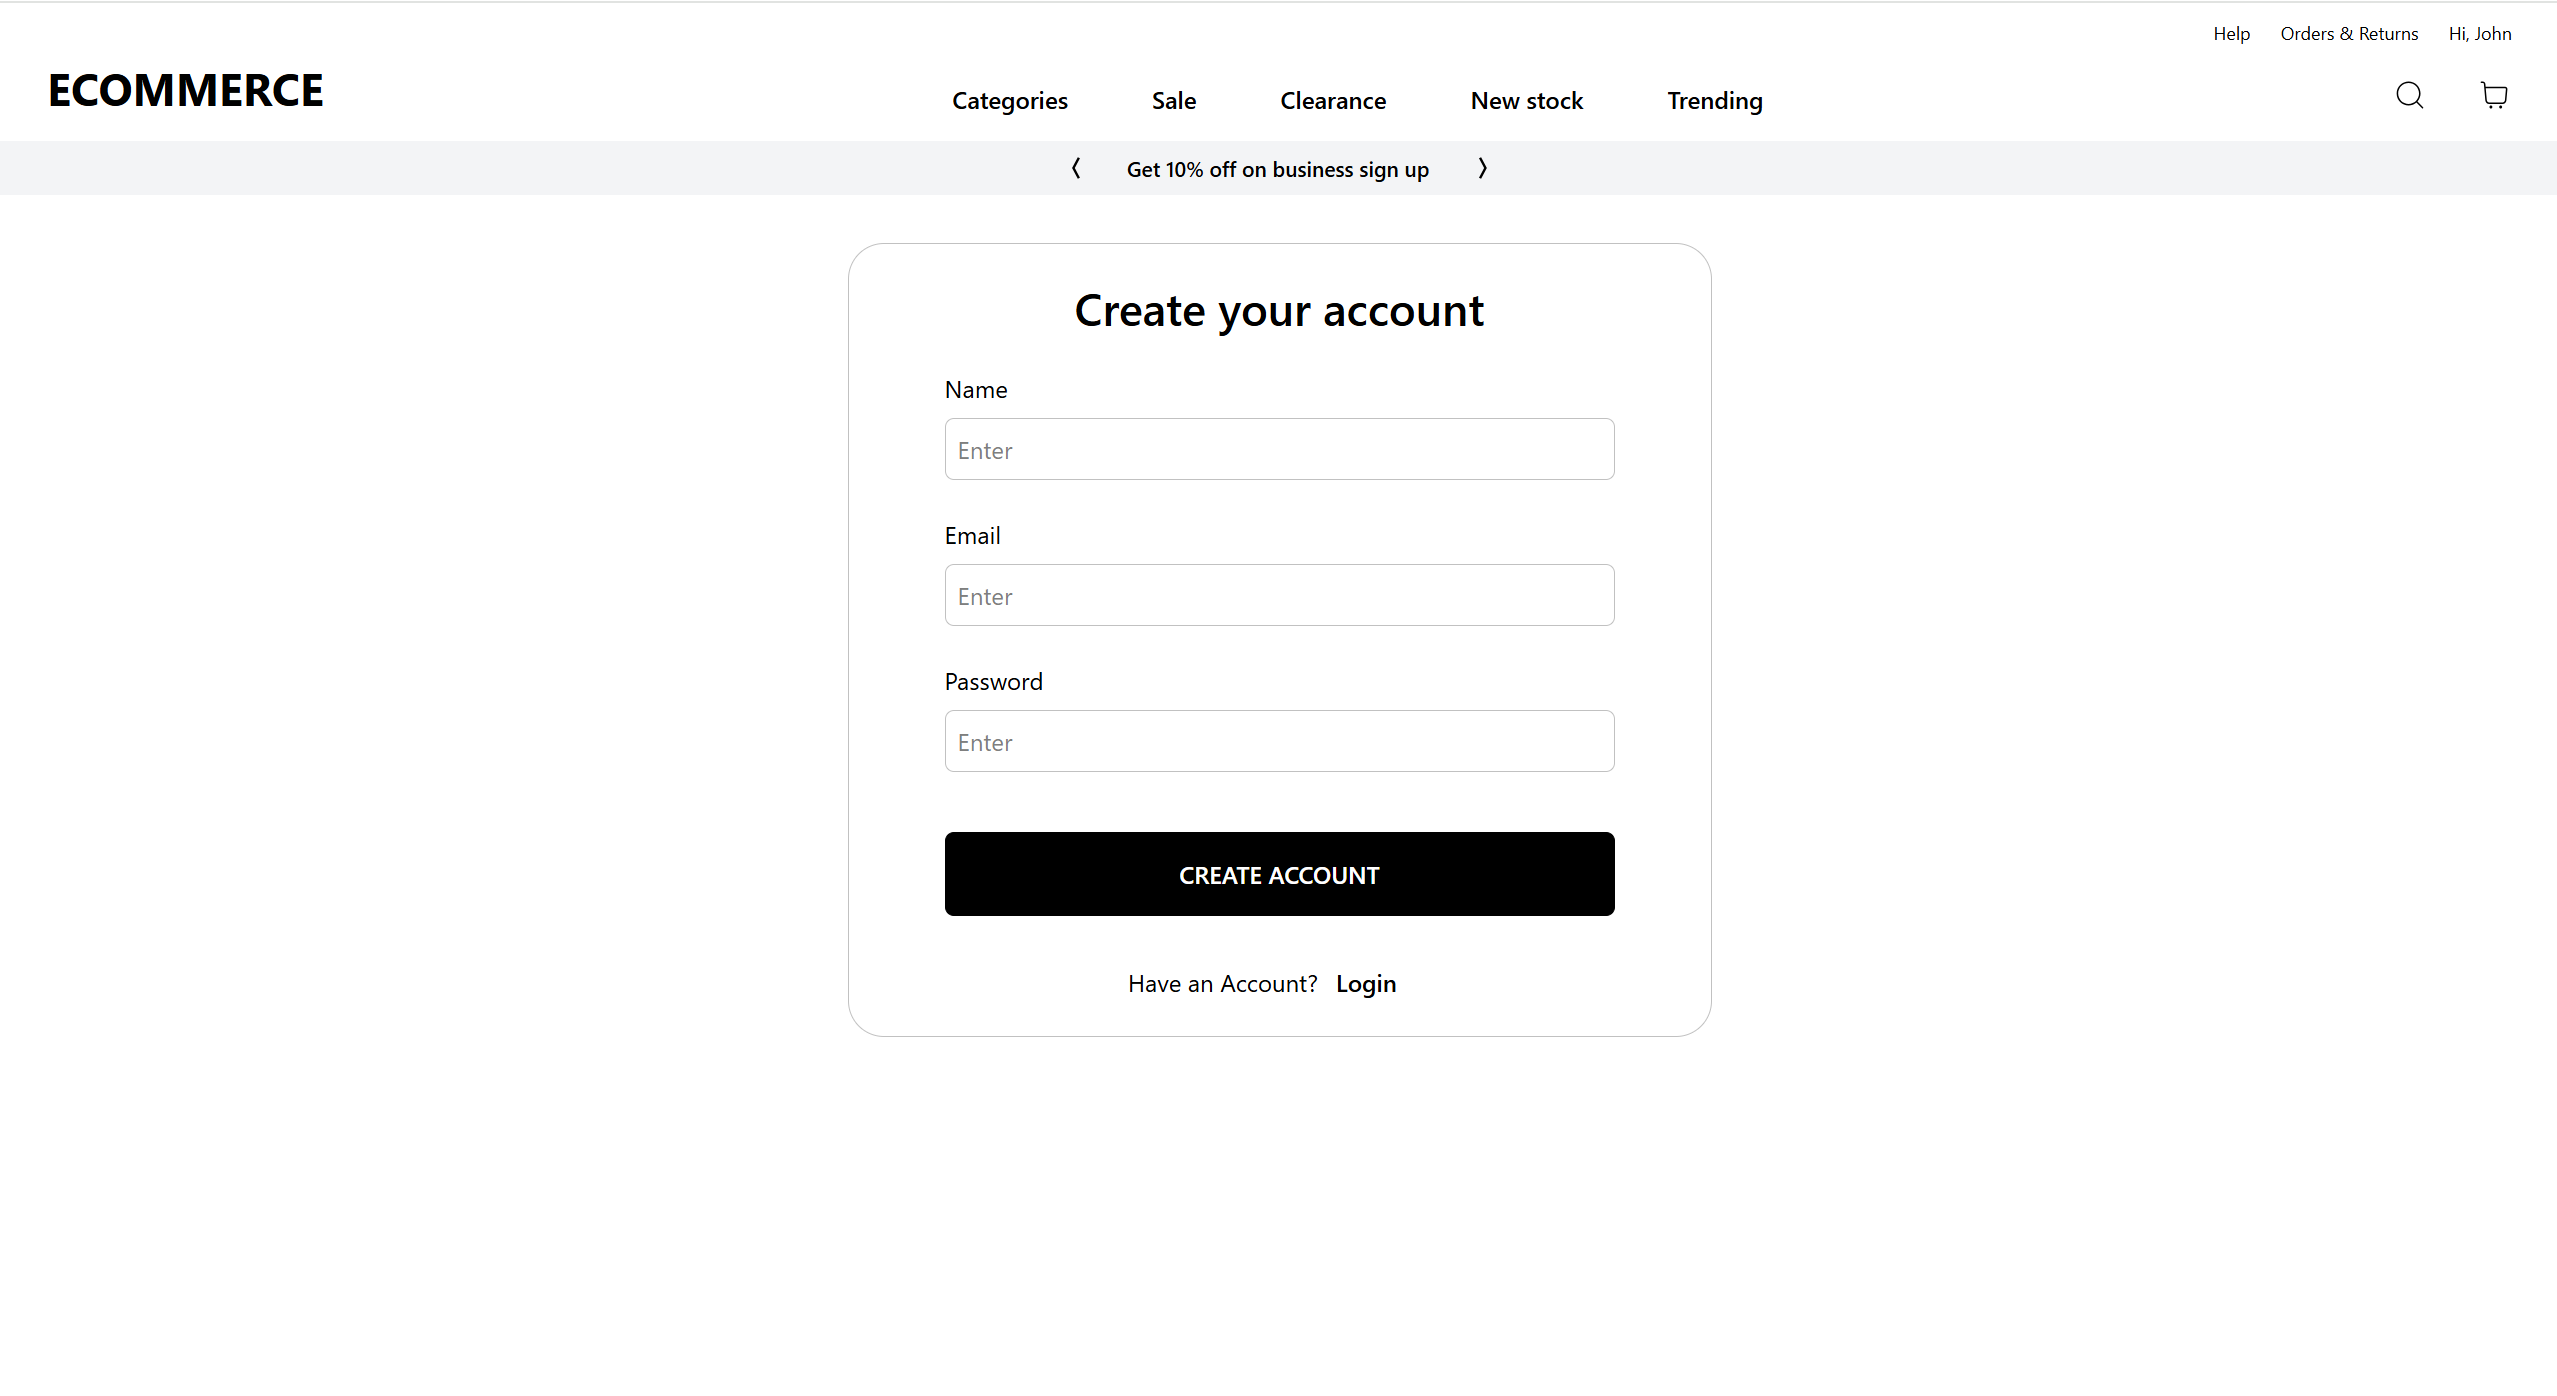 Help Orders & Returns Hi, John
ECOMMERCE Categories Sale Clearance New stock Trending
Get 10% off on business sign up
Create your account
Name
Enter
Email
Enter
Password
Enter
CREATE ACCOUNT
Have an Account? Login